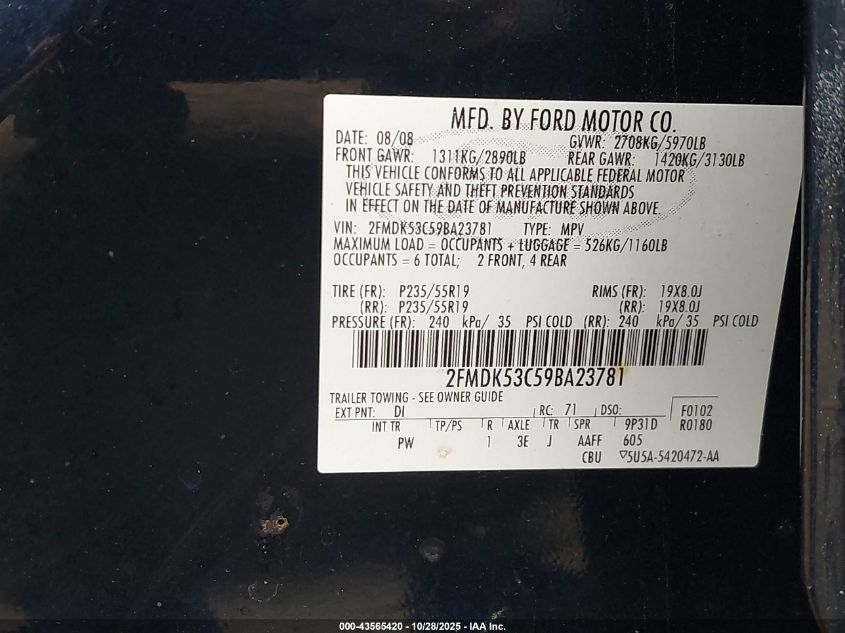 MFD. BY FORD MOTOR CO.
DATE: 08/08 GVWR: 2708KG/5970LB
FRONT GAWR: 1311KG/2890LB REAR GAWR: 1420KG/3130LB
THIS VEHICLE CONFORMS TO ALL APPLICABLE FEDERAL MOTOR
VEHICLE SAFETY AND THEFT PREVENTION STANDARDS
IN EFFECT ON THE DATE OF MANUFACTURE SHOWN ABOVE.
VIN: 2FMDK53C59BA23781 TYPE: MPV
MAXIMUM LOAD = OCCUPANTS + LUGGAGE = 526KG/1160LB
OCCUPANTS = 6 TOTAL; 2 FRONT, 4 REAR
TIRE (FR): P235/55R19 RIMS (FR): 19X8.0J
(RR): P235/55R19 (RR): 19X8.0J
PRESSURE (FR): 240 kPa/ 35 PSI COLD (RR): 240 kPa/ 35 PSI COLD
2FMDK53C59BA23781
TRAILER TOWING - SEE OWNER GUIDE
EXT PNT: DI RC: 71 DSO: F0102
INT TR TP/PS R AXLE TR SPR 9P31D R0180
PW 1 3E J AAFF 605
CBU ▽5U5A-5420472-AA
000-43565420 | 10/28/2025 | IAA Inc.